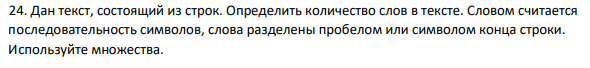 24. Дан текст, состоящий из строк. Определить количество слов в тексте. Словом считается
последовательность символов, слова разделены пробелом или символом конца строки.
Используйте множества.